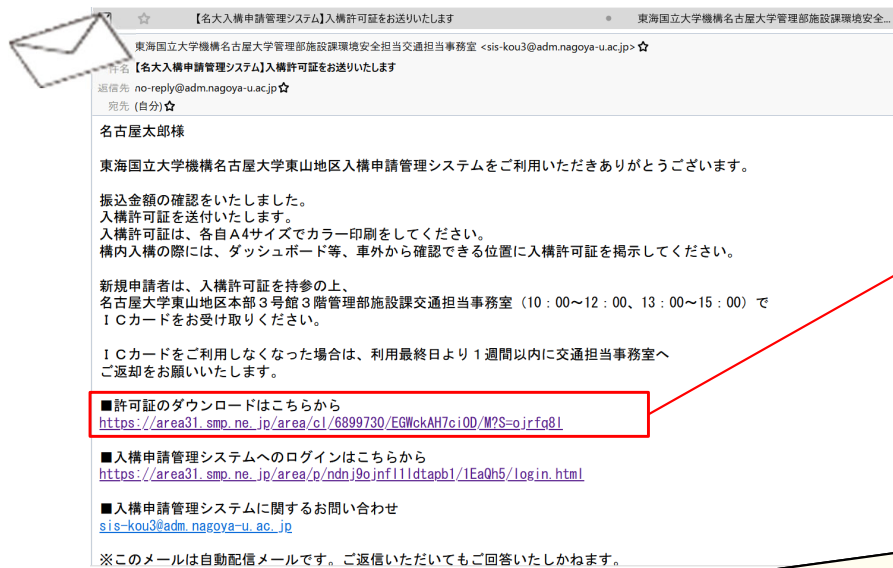 【名大入構申請管理システム】入構許可証をお送りいたします
東海国立大学機構名古屋大学管理部施設課環境安全...
東海国立大学機構名古屋大学管理部施設課環境安全担当交通担当事務室 <sis-kou3@adm.nagoya-u.ac.jp>
件名 【名大入構申請管理システム】入構許可証をお送りいたします
返信先 no-reply@adm.nagoya-u.ac.jp
宛先 (自分)
名古屋太郎様
東海国立大学機構名古屋大学東山地区入構申請管理システムをご利用いただきありがとうございます。
振込金額の確認をいたしました。
入構許可証を送付いたします。
入構許可証は、各自A4サイズでカラー印刷をしてください。
構内入構の際には、ダッシュボード等、車外から確認できる位置に入構許可証を掲示してください。
新規申請者は、入構許可証を持参の上、
名古屋大学東山地区本部3号館3階管理部施設課交通担当事務室（10：00～12：00、13：00～15：00）で
ＩＣカードをお受け取りください。
ＩＣカードをご利用しなくなった場合は、利用最終日より１週間以内に交通担当事務室へ
ご返却をお願いいたします。
■許可証のダウンロードはこちらから
https://area31.smp.ne.jp/area/cl/6899730/EGWckAH7ciOD/M?S=ojrfq8l
■入構申請管理システムへのログインはこちらから
https://area31.smp.ne.jp/area/p/ndnj9ojnfl1ldtapb1/1EaQh5/login.html
■入構申請管理システムに関するお問い合わせ
sis-kou3@adm.nagoya-u.ac.jp
※このメールは自動配信メールです。ご返信いただいてもご回答いたしかねます。